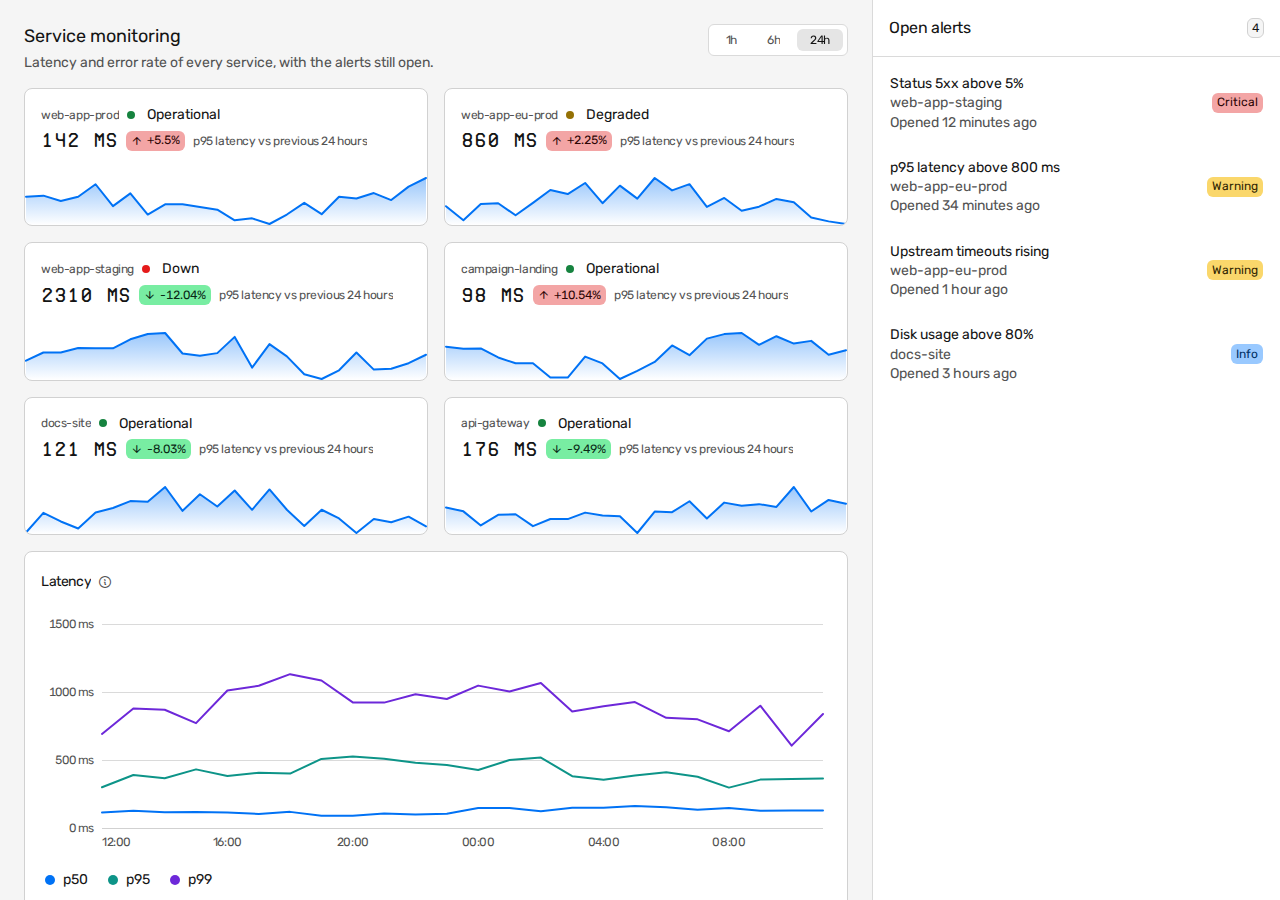 Service monitoring
Latency and error rate of every service, with the alerts still open.
1h 6h 24h
web-app-prod Operational
142 MS +5.5% p95 latency vs previous 24 hours
web-app-eu-prod Degraded
860 MS +2.25% p95 latency vs previous 24 hours
web-app-staging Down
2310 MS -12.04% p95 latency vs previous 24 hours
campaign-landing Operational
98 MS +10.54% p95 latency vs previous 24 hours
docs-site Operational
121 MS -8.03% p95 latency vs previous 24 hours
api-gateway Operational
176 MS -9.49% p95 latency vs previous 24 hours
Latency
1500 ms
1000 ms
500 ms
0 ms
12:00 16:00 20:00 00:00 04:00 08:00
p50 p95 p99
Open alerts 4
Status 5xx above 5%
web-app-staging
Opened 12 minutes ago
Critical
p95 latency above 800 ms
web-app-eu-prod
Opened 34 minutes ago
Warning
Upstream timeouts rising
web-app-eu-prod
Opened 1 hour ago
Warning
Disk usage above 80%
docs-site
Opened 3 hours ago
Info